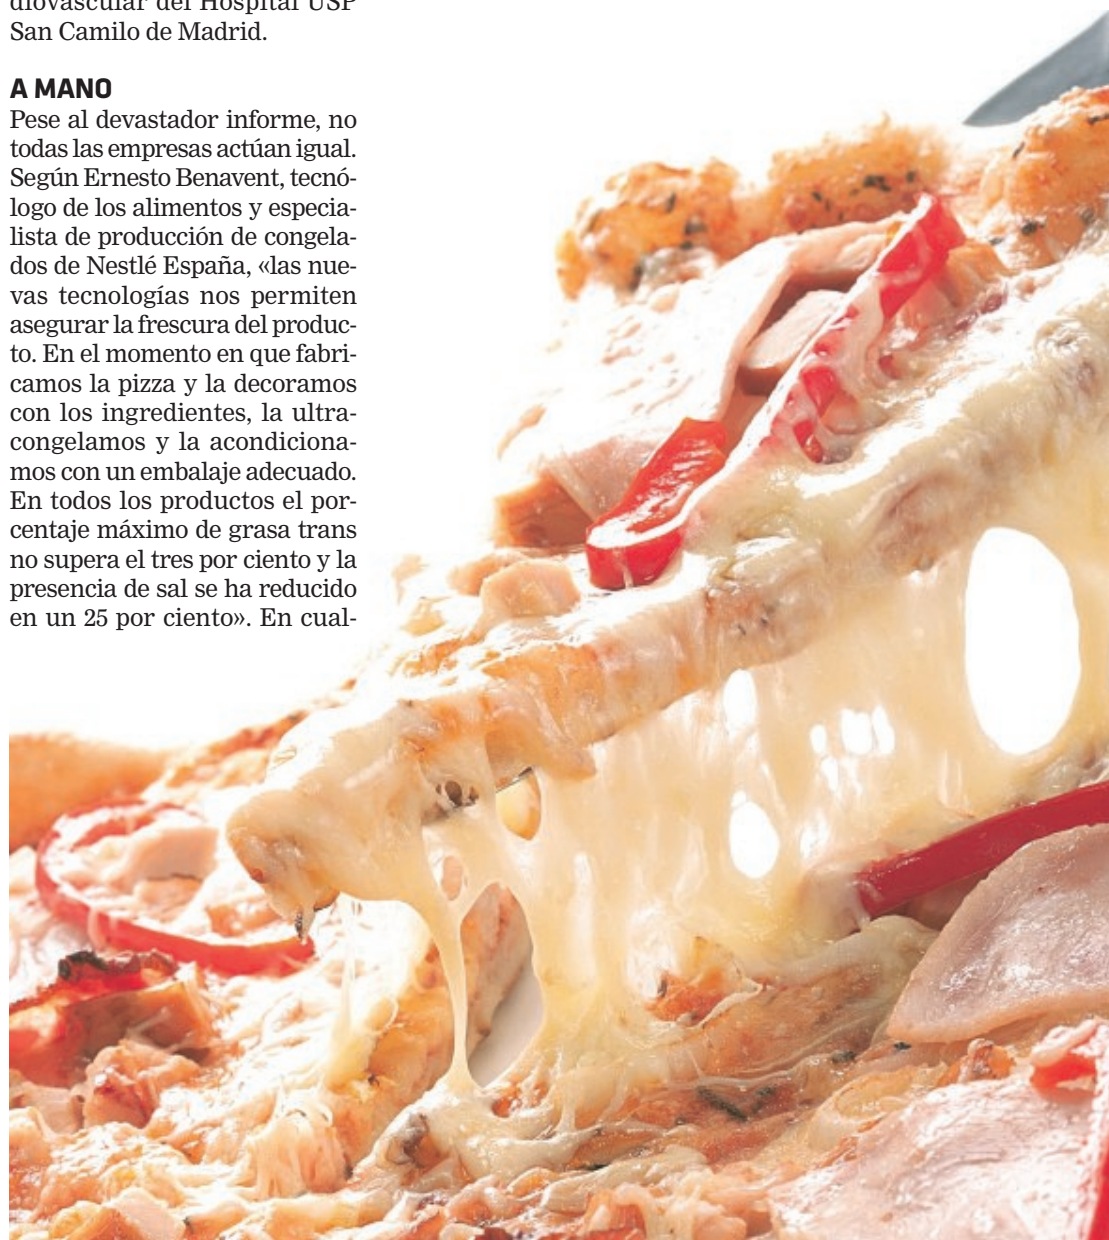 diovascular del Hospital USP
San Camilo de Madrid.
A MANO
Pese al devastador informe, no
todas las empresas actúan igual.
Según Ernesto Benavent, tecnó-
logo de los alimentos y especia-
lista de producción de congela-
dos de Nestlé España, «las nue-
vas tecnologías nos permiten
asegurar la frescura del produc-
to. En el momento en que fabri-
camos la pizza y la decoramos
con los ingredientes, la ultra-
congelamos y la acondiciona-
mos con un embalaje adecuado.
En todos los productos el por-
centaje máximo de grasa trans
no supera el tres por ciento y la
presencia de sal se ha reducido
en un 25 por ciento». En cual-